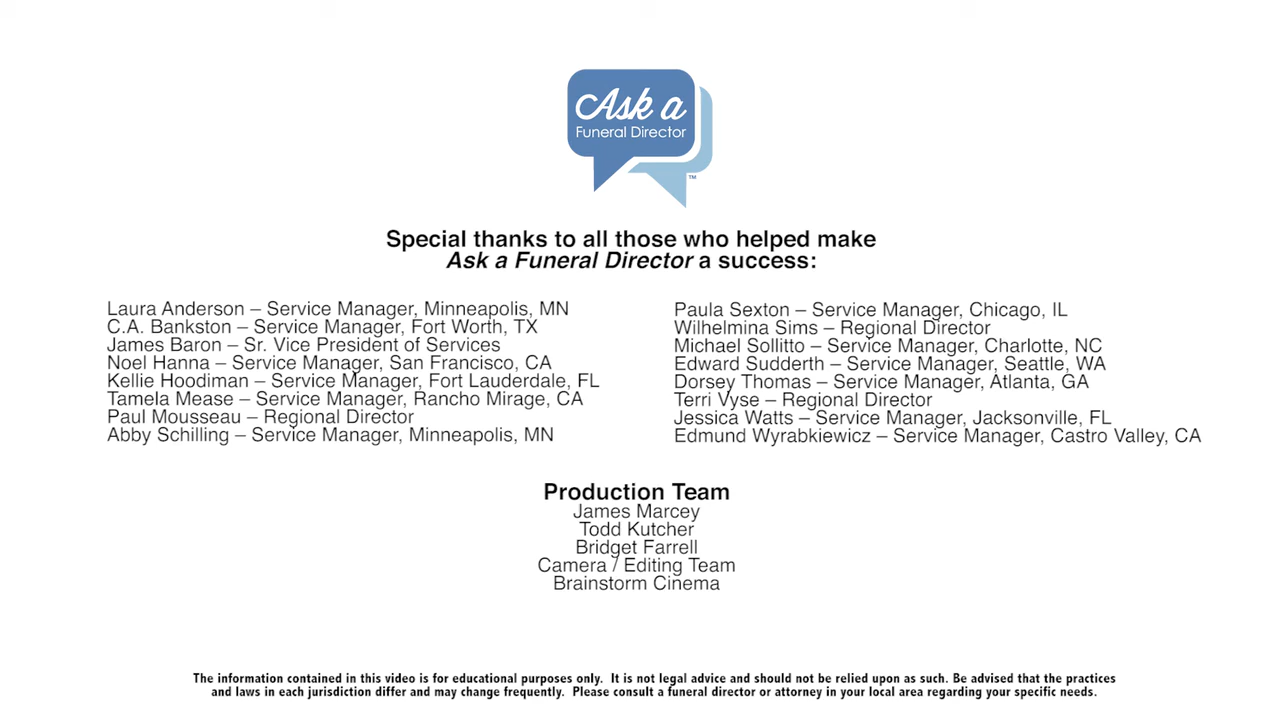 Ask a
Funeral Director
TM
Special thanks to all those who helped make
Ask a Funeral Director a success:
Laura Anderson – Service Manager, Minneapolis, MN
C.A. Bankston – Service Manager, Fort Worth, TX
James Baron – Sr. Vice President of Services
Noel Hanna – Service Manager, San Francisco, CA
Kellie Hoodiman – Service Manager, Fort Lauderdale, FL
Tamela Mease – Service Manager, Rancho Mirage, CA
Paul Mousseau – Regional Director
Abby Schilling – Service Manager, Minneapolis, MN
Paula Sexton – Service Manager, Chicago, IL
Wilhelmina Sims – Regional Director
Michael Sollitto – Service Manager, Charlotte, NC
Edward Sudderth – Service Manager, Seattle, WA
Dorsey Thomas – Service Manager, Atlanta, GA
Terri Vyse – Regional Director
Jessica Watts – Service Manager, Jacksonville, FL
Edmund Wyrabkiewicz – Service Manager, Castro Valley, CA
Production Team
James Marcey
Todd Kutcher
Bridget Farrell
Camera / Editing Team
Brainstorm Cinema
The information contained in this video is for educational purposes only. It is not legal advice and should not be relied upon as such. Be advised that the practices
and laws in each jurisdiction differ and may change frequently. Please consult a funeral director or attorney in your local area regarding your specific needs.